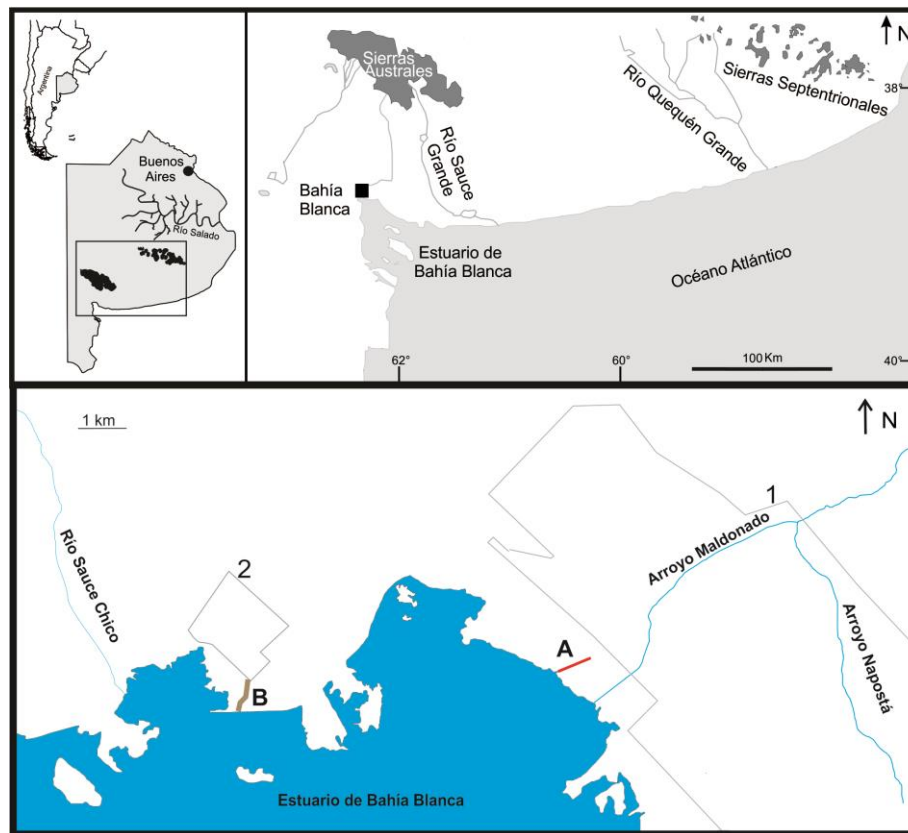 Argentina
Buenos
Aires
Río Salado
N
Sierras
Australes
Sierras Septentrionales
38°
Río Quequén Grande
Río Sauce
Grande
Bahía
Blanca
Estuario de
Bahía Blanca
Océano Atlántico
62°
60°
100 Km
40°
1 km
N
1
Arroyo Maldonado
Río Sauce Chico
2
A
Arroyo Napostá
B
Estuario de Bahía Blanca